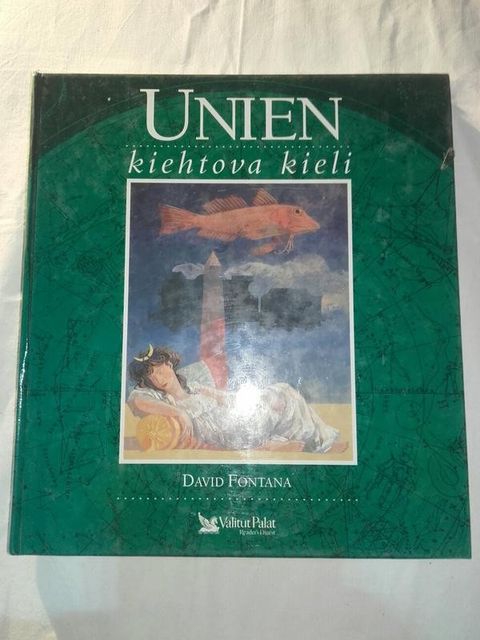 UNIEN
kiehtova kieli
DAVID FONTANA
Valitut Palat
Reader's Digest